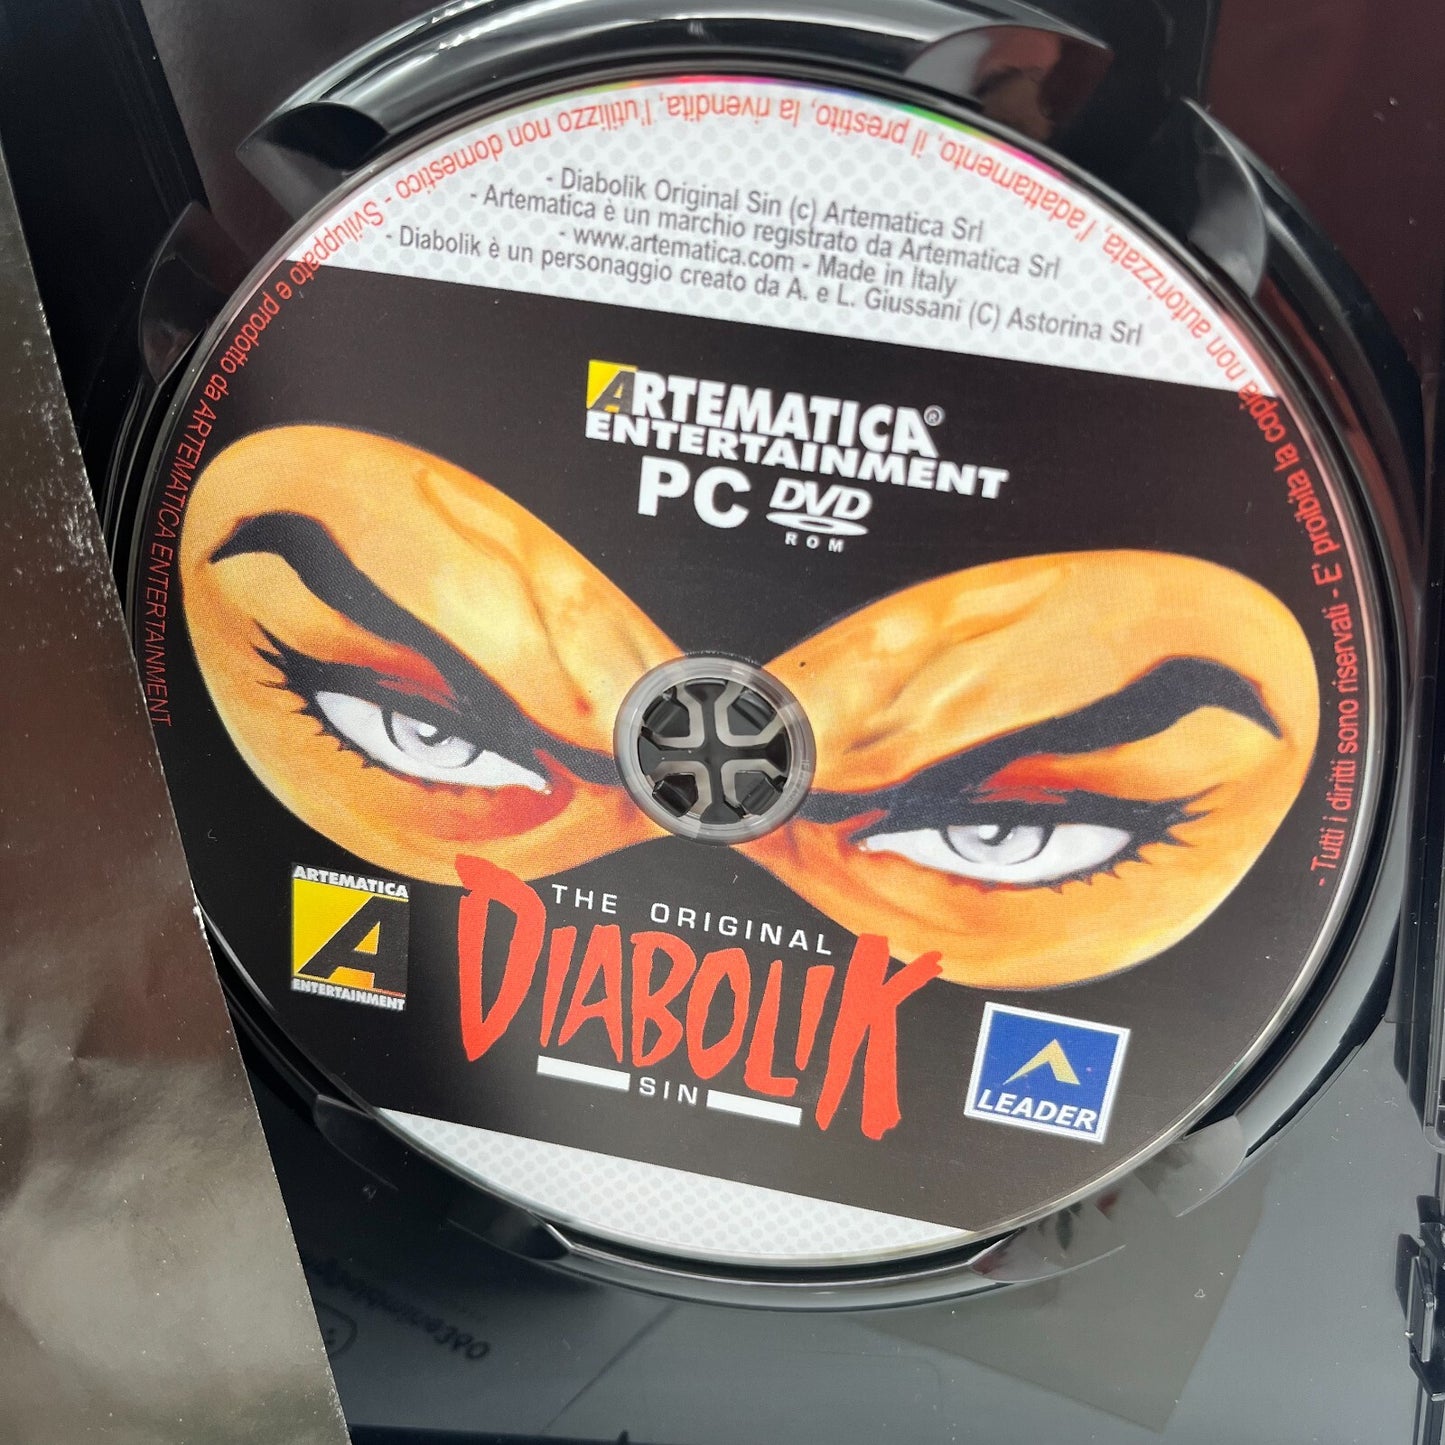 - Diabolik Original Sin (c) Artematica Srl
- Artematica è un marchio registrato da Artematica Srl
- www.artematica.com - Made in Italy
- Diabolik è un personaggio creato da A. e L. Giussani (C) Astorina Srl
ARTEMATICA®
ENTERTAINMENT
PC DVD
ROM
THE ORIGINAL
DIABOLIK
SIN
ARTEMATICA
A
ENTERTAINMENT
LEADER
- Tutti i diritti sono riservati - E' proibita la copia non autorizzata, l'adattamento, il prestito, la rivendita, l'utilizzo non domestico - Sviluppato e prodotto da ARTEMATICA ENTERTAINMENT